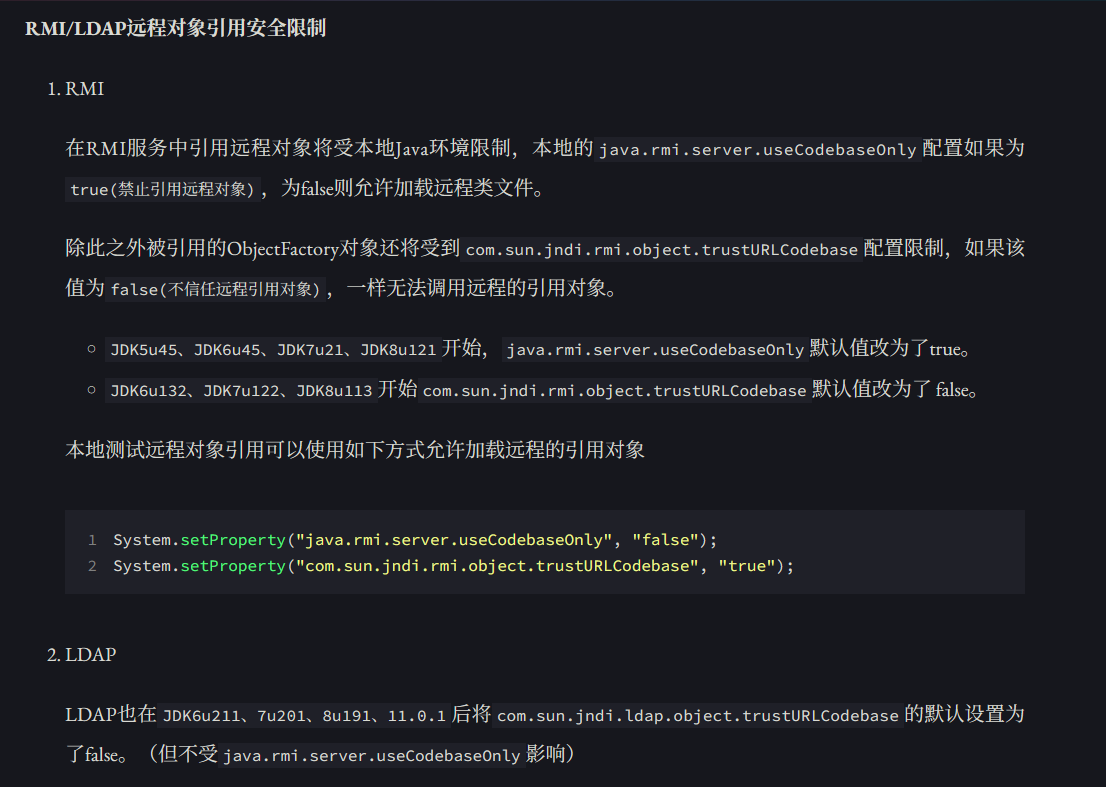 RMI/LDAP远程对象引用安全限制
1. RMI
在RMI服务中引用远程对象将受本地Java环境限制，本地的 java.rmi.server.useCodebaseOnly 配置如果为
true(禁止引用远程对象) ，为false则允许加载远程类文件。
除此之外被引用的ObjectFactory对象还将受到 com.sun.jndi.rmi.object.trustURLCodebase 配置限制，如果该
值为 false(不信任远程引用对象) ，一样无法调用远程的引用对象。
○ JDK5u45、JDK6u45、JDK7u21、JDK8u121 开始， java.rmi.server.useCodebaseOnly 默认值改为了true。
○ JDK6u132、JDK7u122、JDK8u113 开始 com.sun.jndi.rmi.object.trustURLCodebase 默认值改为了 false。
本地测试远程对象引用可以使用如下方式允许加载远程的引用对象
1 System.setProperty("java.rmi.server.useCodebaseOnly", "false");
2 System.setProperty("com.sun.jndi.rmi.object.trustURLCodebase", "true");
2. LDAP
LDAP也在 JDK6u211、7u201、8u191、11.0.1 后将 com.sun.jndi.ldap.object.trustURLCodebase 的默认设置为
了false。（但不受 java.rmi.server.useCodebaseOnly 影响）